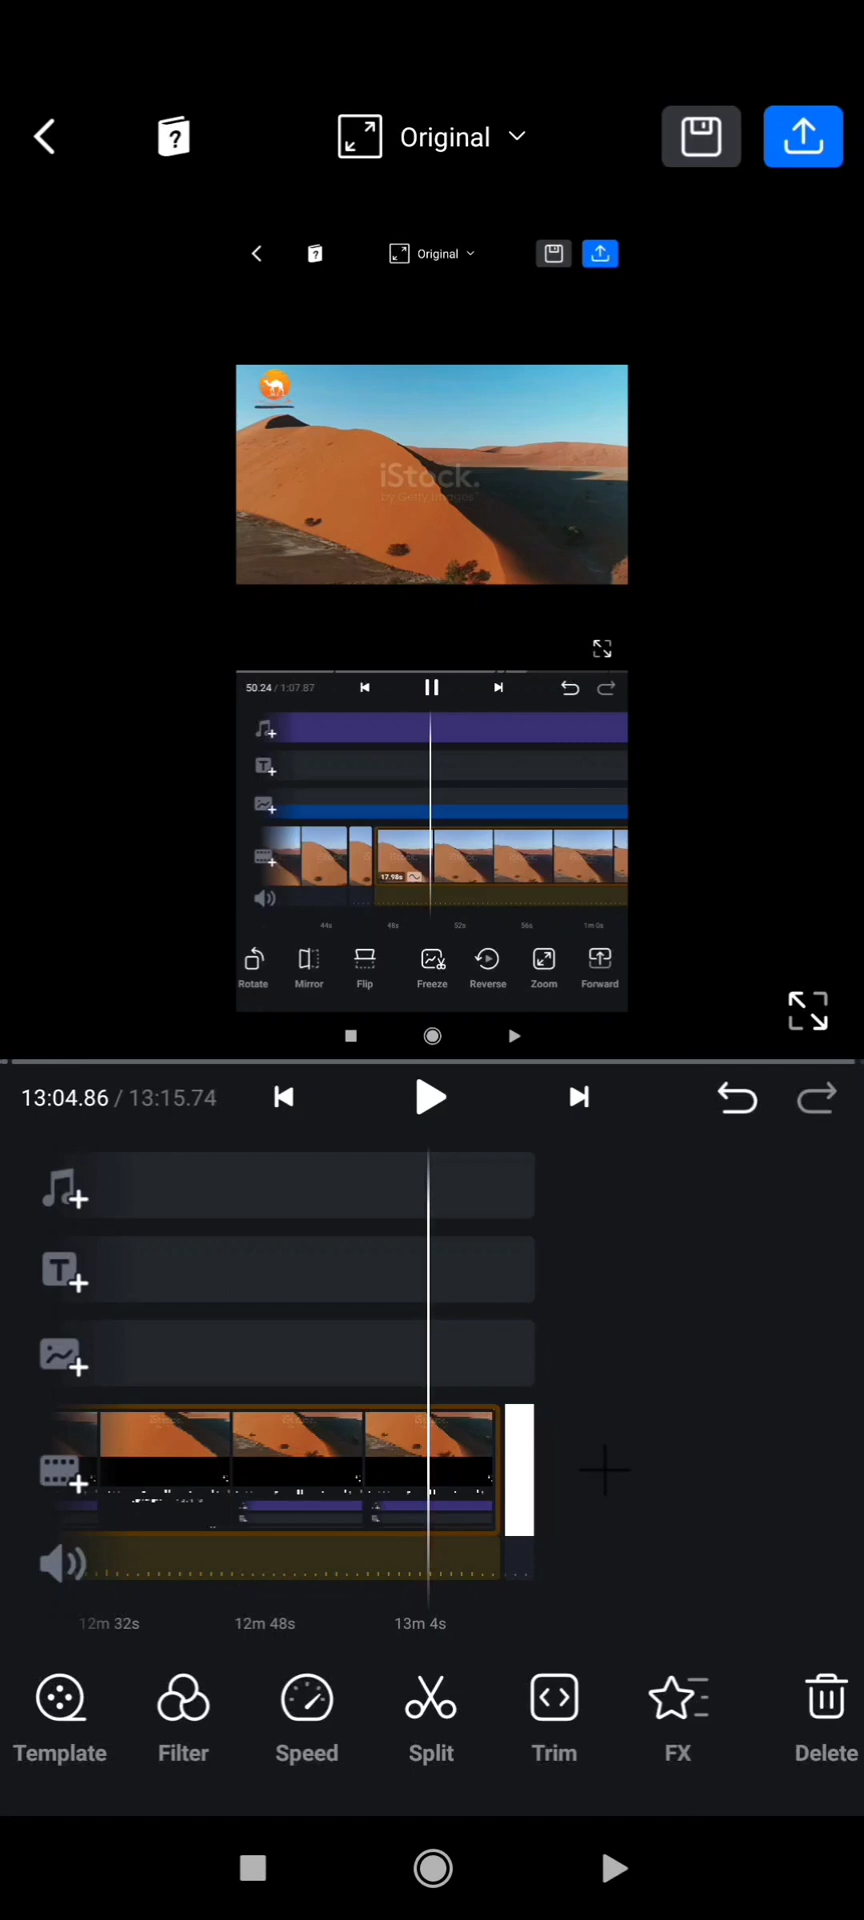 Original
Original
iStock.
by Getty Images
50.24 / 1:07.87
T
17.98s
44s 48s 52s 56s 1m 0s
Rotate Mirror Flip Freeze Reverse Zoom Forward
13:04.86 / 13:15.74
T
12m 32s 12m 48s 13m 4s
Template Filter Speed Split Trim FX Delete